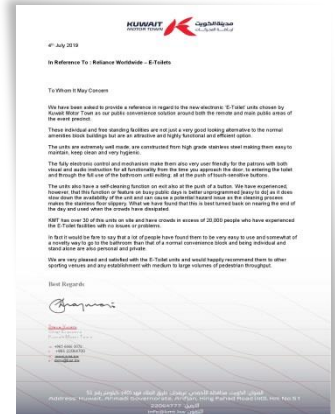 KUWAIT
MOTOR TOWN
مدينة الكويت
لرياضة المحركات
4th July 2019
In Reference To : Reliance Worldwide – E-Toilets
To Whom It May Concern
We have been asked to provide a reference in regard to the new electronic 'E-Toilet' units chosen by
Kuwait Motor Town as our public convenience solution around both the remote and main public areas of
the event precinct.
These individual and free standing facilities are not just a very good looking alternative to the normal
amenities block buildings but are an attractive and highly functional and efficient option.
The units are extremely well made, are constructed from high grade stainless steel making them easy to
maintain, keep clean and very hygienic.
The fully electronic control and mechanism make them also very user friendly for the patrons with both
visual and audio instruction for all functionality from the time you approach the door, to entering the toilet
and through the full use of the bathroom until exiting, all at the push of touch-sensitive buttons.
The units also have a self-cleaning function on exit also at the push of a button. We have experienced,
however, that this function or feature on busy public days is better unprogrammed [easy to do] as it does
slow down the availability of the unit and can cause a potential hazard issue as the cleaning process
makes the stainless floor slippery. What we have found that this is best turned back on nearing the end of
the day and used when the crowds have dissipated.
KMT has over 30 of this units on site and have crowds in excess of 20,000 people who have experienced
the E-Toilet facilities with no issues or problems.
In fact it would be fare to say that a lot of people have found them to be very easy to use and somewhat of
a novelty way to go to the bathroom than that of a normal convenience block and being individual and
stand alone are also personal and private.
We are very pleased and satisfied with the E-Toilet units and would happily recommend them to other
sporting venues and any establishment with medium to large volumes of pedestrian throughput.
Best Regards